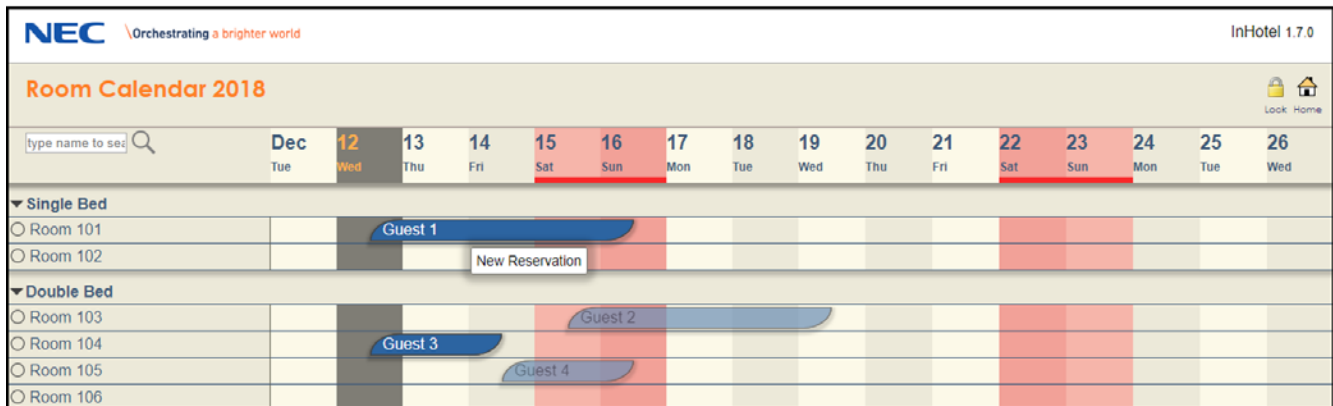 NEC \Orchestrating a brighter world
InHotel 1.7.0
Room Calendar 2018
Lock Home
type name to sea
Dec 12 13 14 15 16 17 18 19 20 21 22 23 24 25 26
Tue Wed Thu Fri Sat Sun Mon Tue Wed Thu Fri Sat Sun Mon Tue Wed
Single Bed
Room 101 Guest 1
Room 102 New Reservation
Double Bed
Room 103 Guest 2
Room 104 Guest 3
Room 105 Guest 4
Room 106